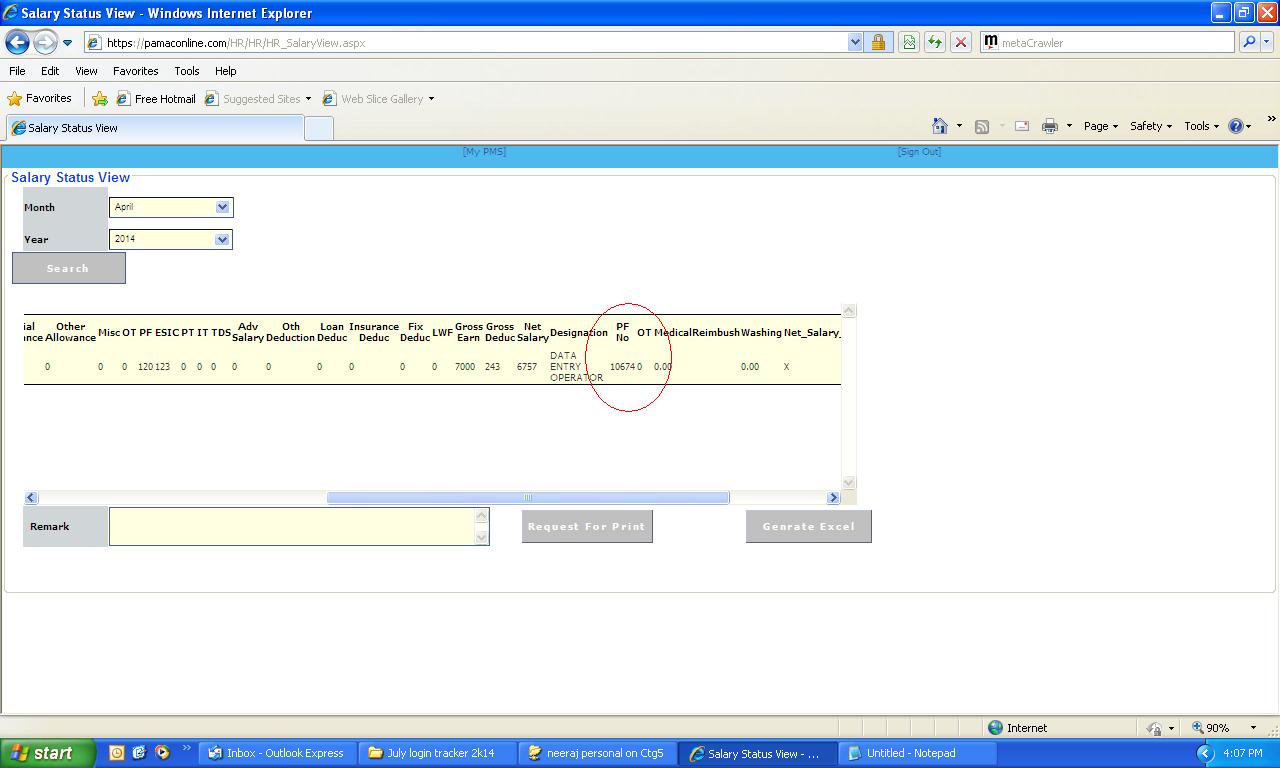 Salary Status View - Windows Internet Explorer
https://pamaconline.com/HR/HR/HR_SalaryView.aspx
metaCrawler
File Edit View Favorites Tools Help
Favorites Free Hotmail Suggested Sites Web Slice Gallery
Salary Status View Page Safety Tools
[My PMS] [Sign Out]
Salary Status View
Month April
Year 2014
Search
ial Other Adv Oth Loan Insurance Fix Gross Gross Net PF
nce Allowance Misc OT PF ESIC PT IT TDS Salary Deduction Deduc Deduc Deduc LWF Earn Deduc Salary Designation No OT MedicalReimbush Washing Net_Salary_
DATA
0 0 0 120 123 0 0 0 0 0 0 0 0 0 7000 243 6757 ENTRY 10674 0 0.00 0.00 X
OPERATOR
Remark Request For Print Genrate Excel
Internet 90%
start Inbox - Outlook Express July login tracker 2k14 neeraj personal on Ctg5 Salary Status View - ... Untitled - Notepad 4:07 PM